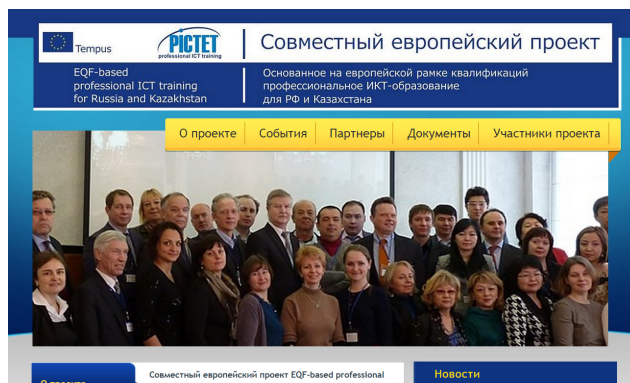 Tempus
PICTET
professional ICT training
Совместный европейский проект
EQF-based
professional ICT training
for Russia and Kazakhstan
Основанное на европейской рамке квалификаций
профессиональное ИКТ-образование
для РФ и Казахстана
О проекте
События
Партнеры
Документы
Участники проекта
О проекте
Совместный европейский проект EQF-based professional
Новости